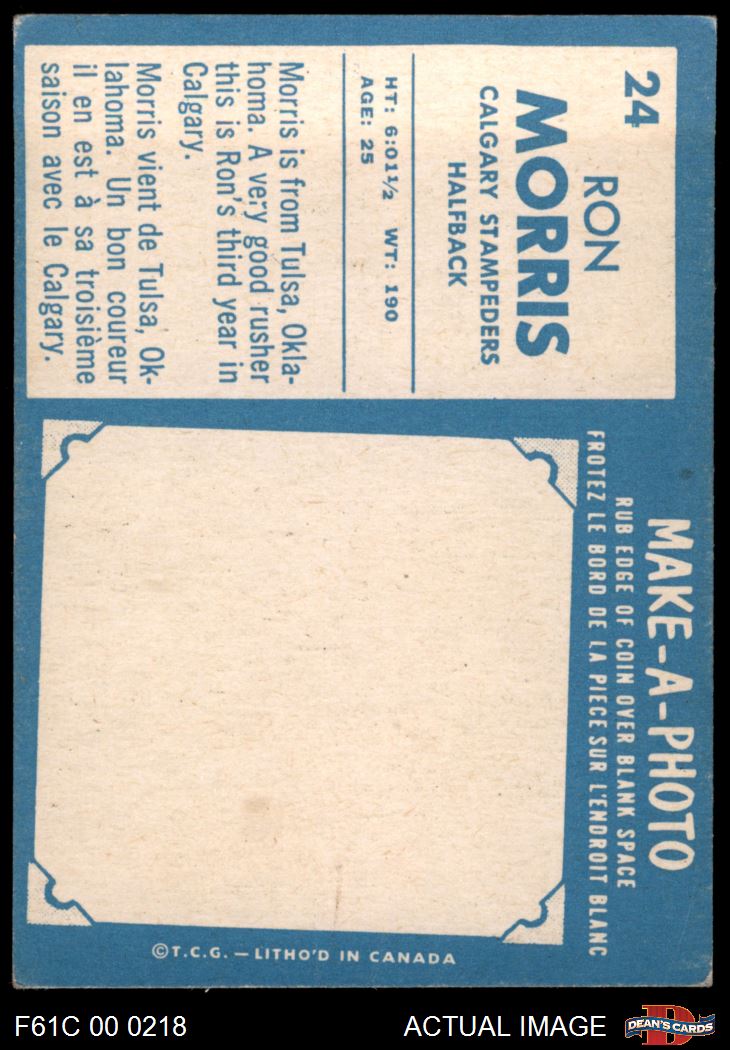 24
RON
MORRIS
CALGARY STAMPEDERS
HALFBACK
HT: 6:01½ WT: 190
AGE: 25
Morris is from Tulsa, Okla-
homa. A very good rusher
this is Ron's third year in
Calgary.
Morris vient de Tulsa, Ok-
lahoma. Un bon coureur
il en est à sa troisième
saison avec le Calgary.
MAKE-A-PHOTO
RUB EDGE OF COIN OVER BLANK SPACE
FROTEZ LE BORD DE LA PIECE SUR L'ENDROIT BLANC
©T.C.G. — LITHO'D IN CANADA
F61C 00 0218
ACTUAL IMAGE
D
DEAN'S CARDS